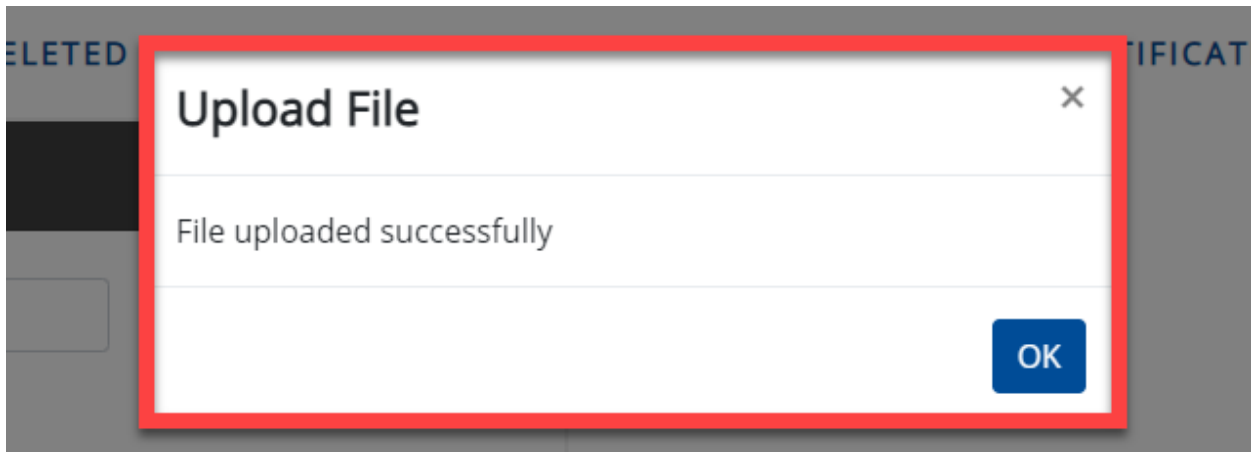 ELETED
TIFICAT
Upload File
×
File uploaded successfully
OK